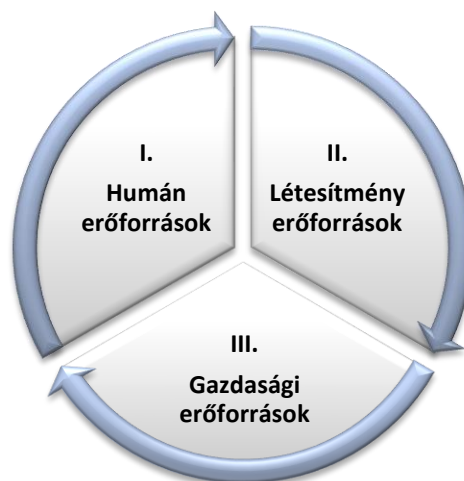 I.
Humán
erőforrások
II.
Létesítmény
erőforrások
III.
Gazdasági
erőforrások